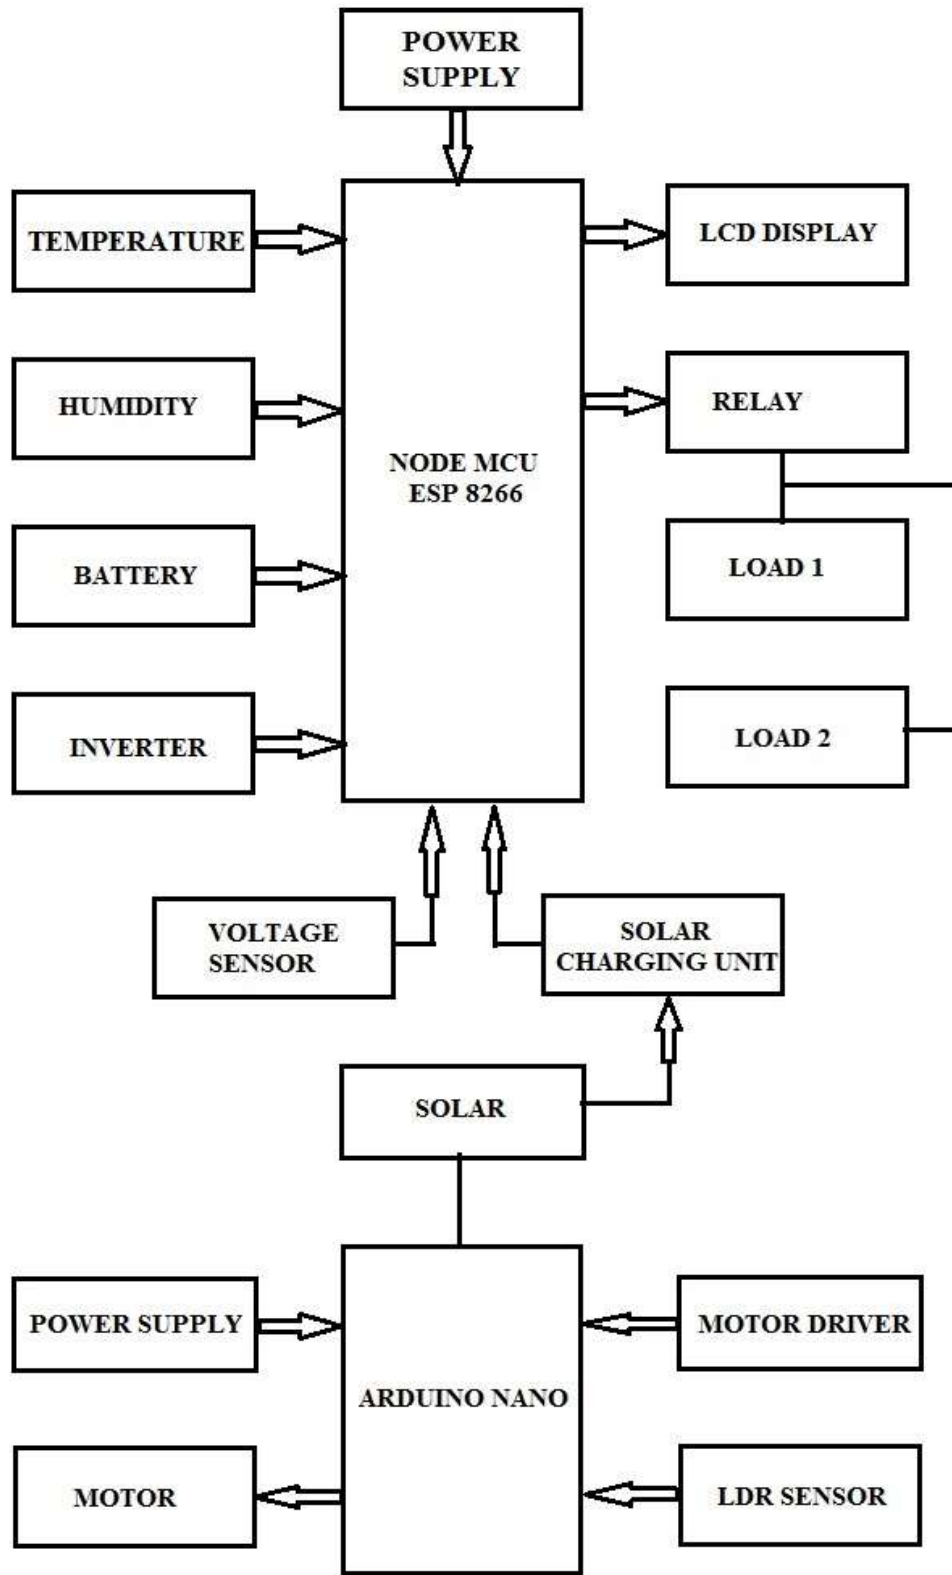 POWER
SUPPLY
TEMPERATURE
LCD DISPLAY
HUMIDITY
RELAY
NODE MCU
ESP 8266
BATTERY
LOAD 1
INVERTER
LOAD 2
VOLTAGE
SENSOR
SOLAR
CHARGING UNIT
SOLAR
POWER SUPPLY
MOTOR DRIVER
ARDUINO NANO
MOTOR
LDR SENSOR